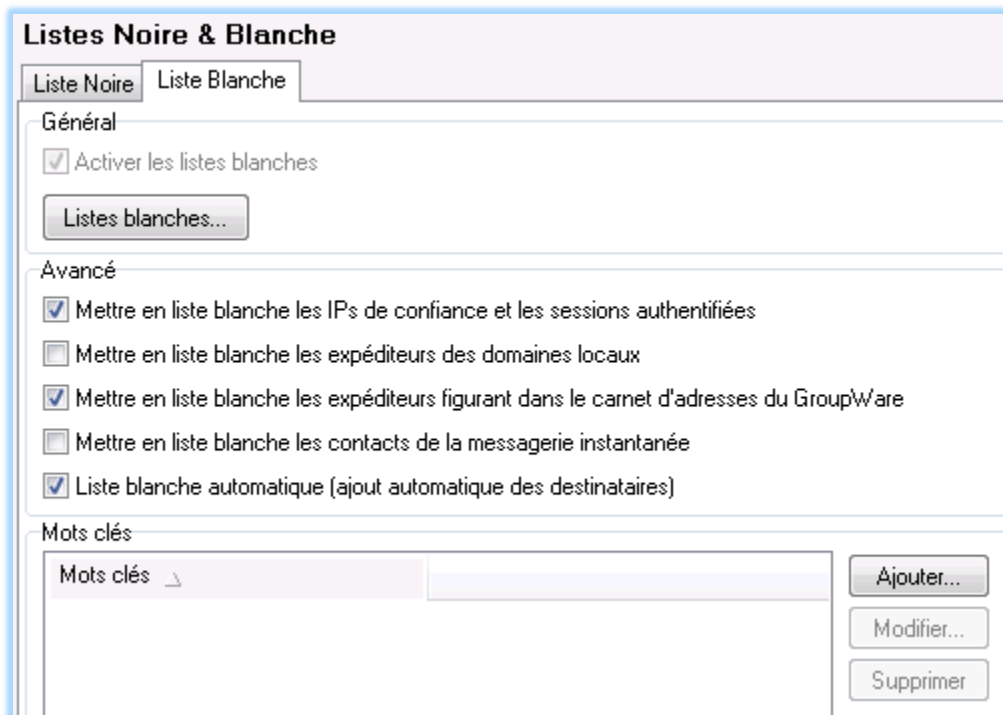 Listes Noire & Blanche
Liste Noire
Liste Blanche
Général
Activer les listes blanches
Listes blanches...
Avancé
Mettre en liste blanche les IPs de confiance et les sessions authentifiées
Mettre en liste blanche les expéditeurs des domaines locaux
Mettre en liste blanche les expéditeurs figurant dans le carnet d'adresses du GroupWare
Mettre en liste blanche les contacts de la messagerie instantanée
Liste blanche automatique (ajout automatique des destinataires)
Mots clés
Mots clés
Ajouter...
Modifier...
Supprimer